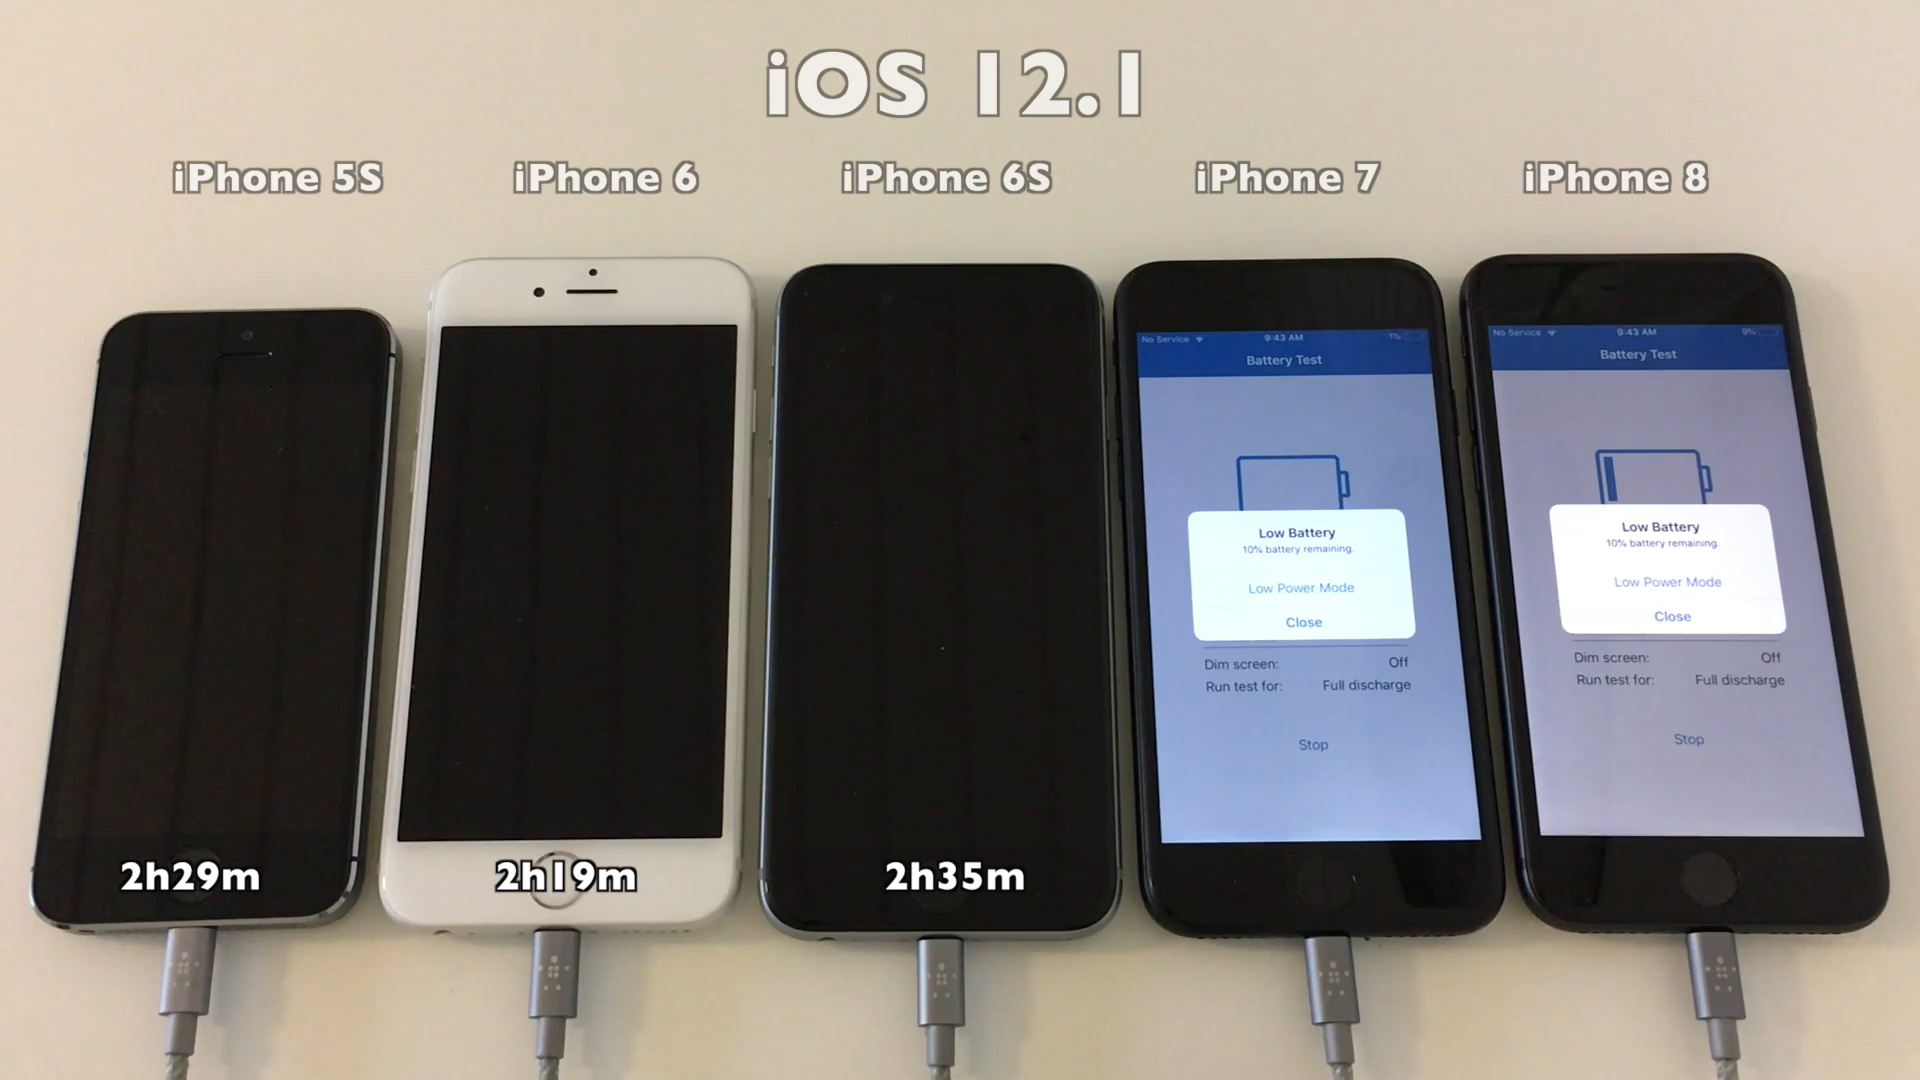 iOS 12.1
iPhone 5S
iPhone 6
iPhone 6S
iPhone 7
iPhone 8
No Service 9:43 AM 1%
Battery Test
Low Battery
10% battery remaining.
Low Power Mode
Close
Dim screen: Off
Run test for: Full discharge
Stop
No Service 9:43 AM 9%
Battery Test
Low Battery
10% battery remaining.
Low Power Mode
Close
Dim screen: Off
Run test for: Full discharge
Stop
2h29m
2h19m
2h35m